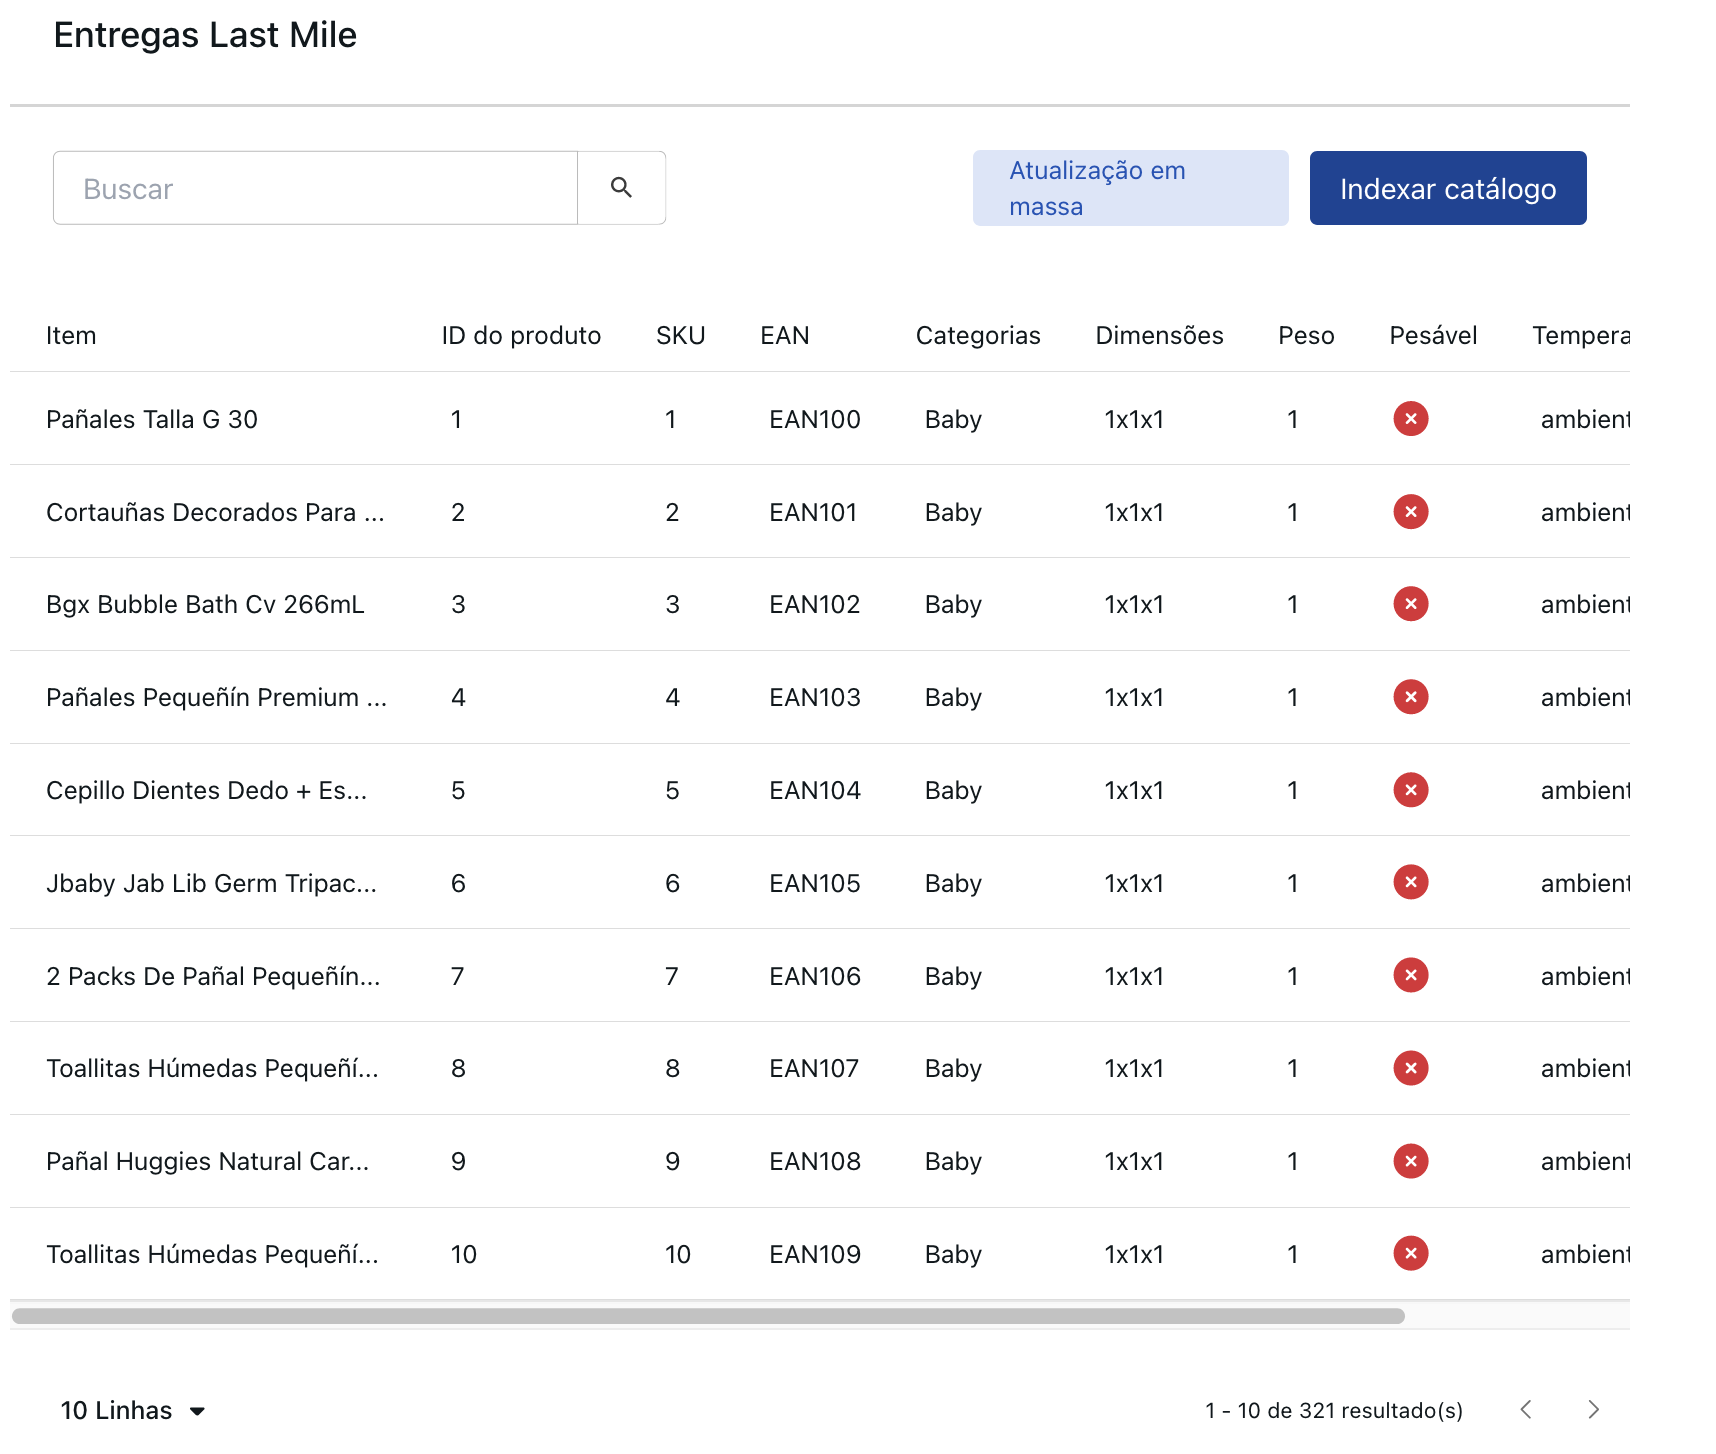 Entregas Last Mile
Buscar
Atualização em
massa
Indexar catálogo
Item ID do produto SKU EAN Categorias Dimensões Peso Pesável Tempera
Pañales Talla G 30 1 1 EAN100 Baby 1x1x1 1 ambient
Cortauñas Decorados Para ... 2 2 EAN101 Baby 1x1x1 1 ambient
Bgx Bubble Bath Cv 266mL 3 3 EAN102 Baby 1x1x1 1 ambient
Pañales Pequeñín Premium ... 4 4 EAN103 Baby 1x1x1 1 ambient
Cepillo Dientes Dedo + Es... 5 5 EAN104 Baby 1x1x1 1 ambient
Jbaby Jab Lib Germ Tripac... 6 6 EAN105 Baby 1x1x1 1 ambient
2 Packs De Pañal Pequeñín... 7 7 EAN106 Baby 1x1x1 1 ambient
Toallitas Húmedas Pequeñí... 8 8 EAN107 Baby 1x1x1 1 ambient
Pañal Huggies Natural Car... 9 9 EAN108 Baby 1x1x1 1 ambient
Toallitas Húmedas Pequeñí... 10 10 EAN109 Baby 1x1x1 1 ambient
10 Linhas
1 - 10 de 321 resultado(s)